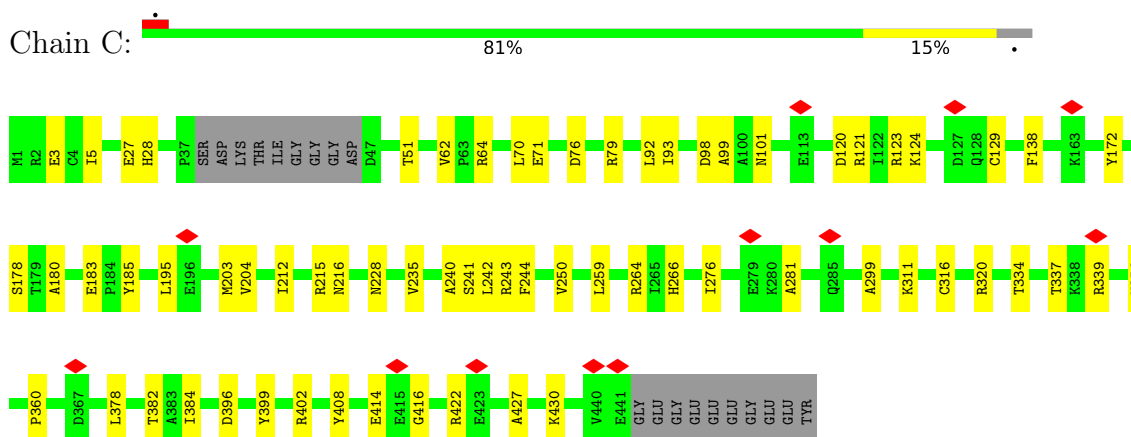 Chain C:
81% 15%
M1 R2 E3 C4 I5 E27 H28 P37 SER ASP LYS THR ILE GLY GLY GLY ASP D47 T51 V62 P63 R64 L70 E71 D76 R79 L92 I93 D98 A99 A100 N101 E113 D120 R121 I122 R123 K124 D127 Q128 C129 F138 K163 Y172
S178 T179 A180 E183 P184 Y185 L195 E196 M203 V204 I212 R215 N216 N228 V235 A240 S241 L242 R243 F244 V250 L259 R264 I265 H266 I276 E279 K280 A281 Q285 A299 K311 C316 R320 T334 T337 K338 R339
P360 D367 L378 T382 A383 I384 D396 Y399 R402 Y408 E414 E415 G416 R422 E423 A427 K430 V440 E441 GLY GLU GLY GLU GLU GLU GLY GLU GLU TYR